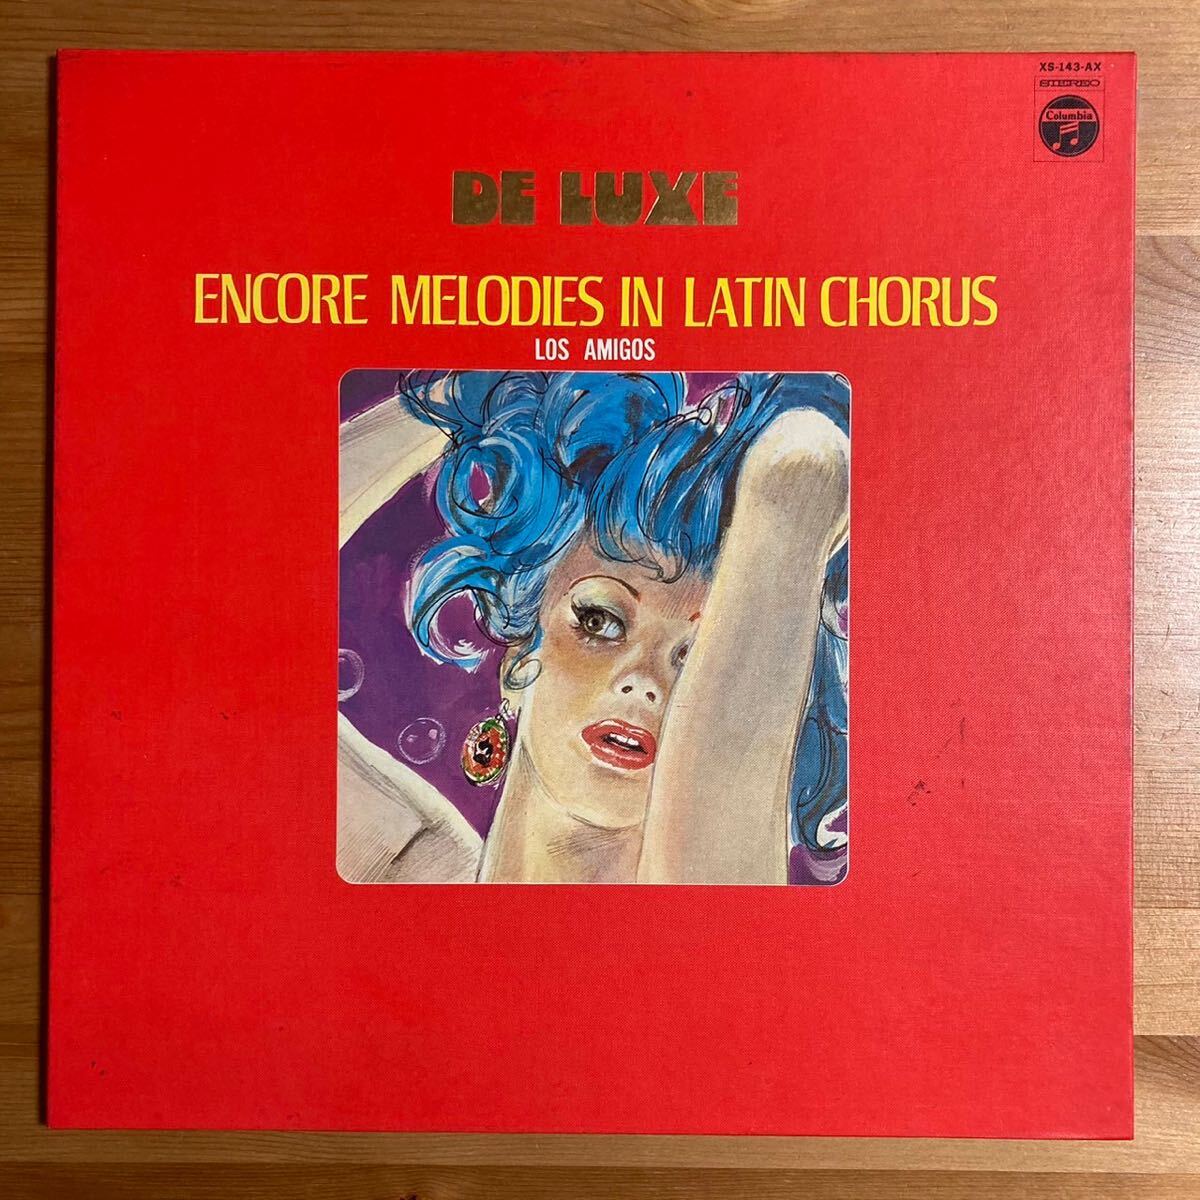 XS-143-AX
STEREO
Columbia
DE LUXE
ENCORE MELODIES IN LATIN CHORUS
LOS AMIGOS